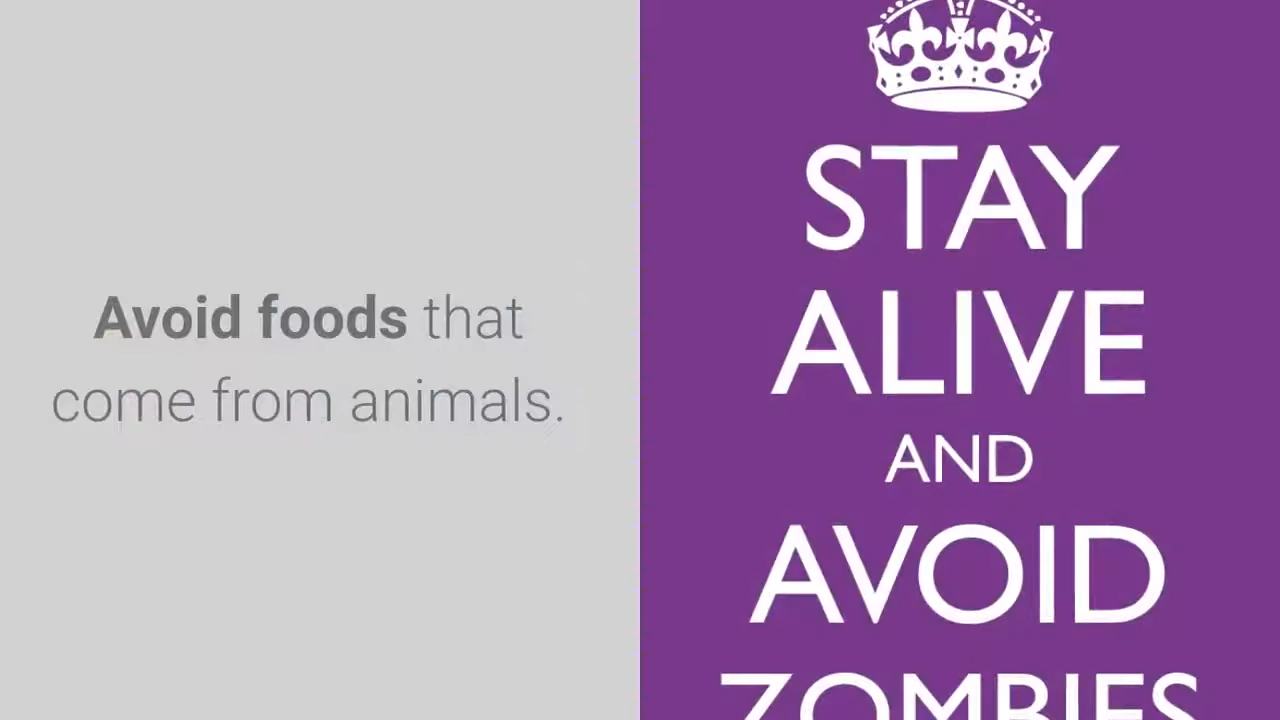 Avoid foods that
come from animals.
STAY
ALIVE
AND
AVOID
ZOMBIES